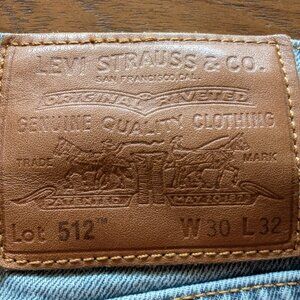 LEVI STRAUSS & CO.
SAN FRANCISCO, CAL.
ORIGINAL RIVETED
GENUINE QUALITY CLOTHING
TRADE MARK
PATENTED MAY 20 1873
Lot 512™ W 30 L 32